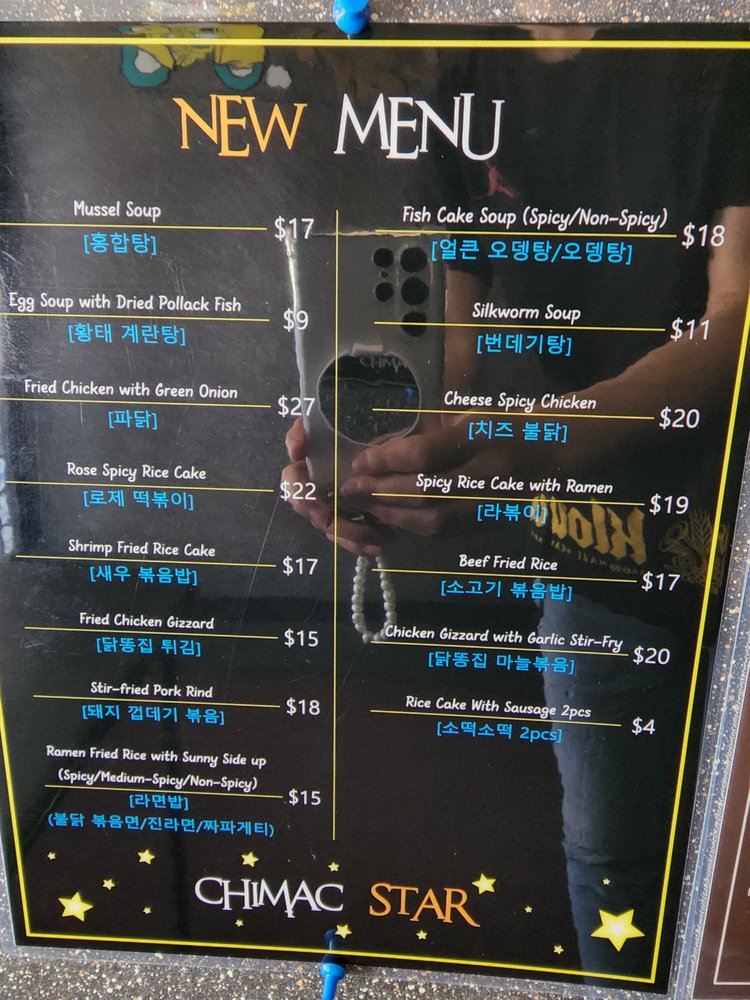 NEW MENU
Mussel Soup
$17
[홍합탕]
Egg Soup with Dried Pollack Fish
$9
[황태 계란탕]
Fried Chicken with Green Onion
$27
[파닭]
Rose Spicy Rice Cake
$22
[로제 떡볶이]
Shrimp Fried Rice Cake
$17
[새우 볶음밥]
Fried Chicken Gizzard
$15
[닭똥집 튀김]
Stir-fried Pork Rind
$18
[돼지 껍데기 볶음]
Ramen Fried Rice with Sunny Side up
(Spicy/Medium-Spicy/Non-Spicy)
$15
[라면밥]
(불닭 볶음면/진라면/짜파게티)
Fish Cake Soup (Spicy/Non-Spicy)
$18
[얼큰 오뎅탕/오뎅탕]
Silkworm Soup
$11
[번데기탕]
Cheese Spicy Chicken
$20
[치즈 불닭]
Spicy Rice Cake with Ramen
$19
[라볶이]
Beef Fried Rice
$17
[소고기 볶음밥]
Chicken Gizzard with Garlic Stir-Fry
$20
[닭똥집 마늘볶음]
Rice Cake With Sausage 2pcs
$4
[소떡소떡 2pcs]
CHIMAC STAR